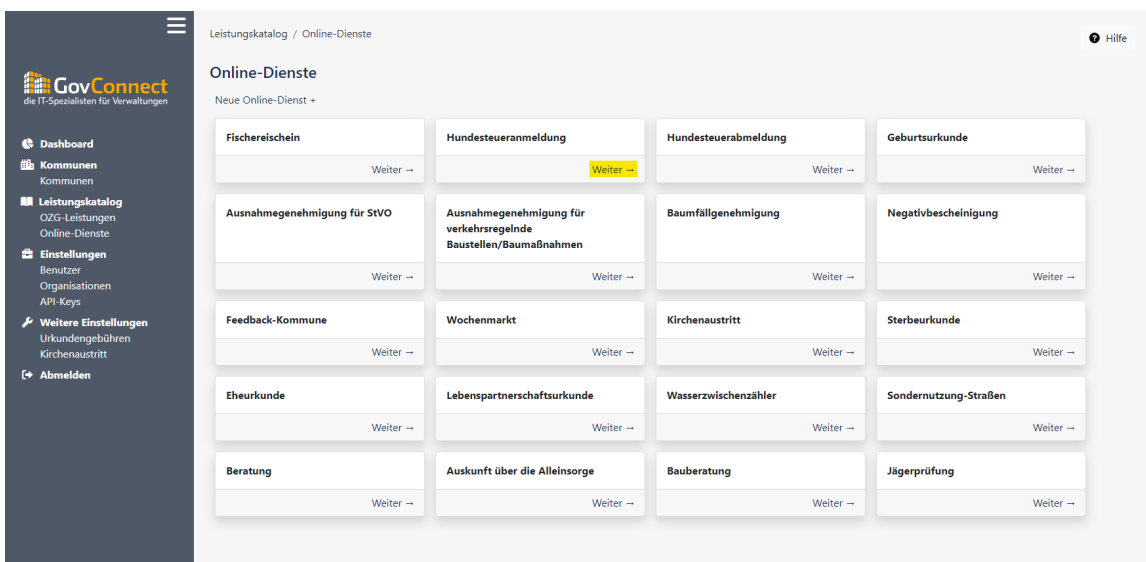 Leistungskatalog / Online-Dienste
Hilfe
GovConnect
die IT-Spezialisten für Verwaltungen
Dashboard
Kommunen
Kommunen
Leistungskatalog
OZG-Leistungen
Online-Dienste
Einstellungen
Benutzer
Organisationen
API-Keys
Weitere Einstellungen
Urkundengebühren
Kirchenaustritt
Abmelden
Online-Dienste
Neue Online-Dienst +
Fischereischein
Weiter →
Hundesteueranmeldung
Weiter →
Hundesteuerabmeldung
Weiter →
Geburtsurkunde
Weiter →
Ausnahmegenehmigung für StVO
Weiter →
Ausnahmegenehmigung für
verkehrsregelnde
Baustellen/Baumaßnahmen
Weiter →
Baumfällgenehmigung
Weiter →
Negativbescheinigung
Weiter →
Feedback-Kommune
Weiter →
Wochenmarkt
Weiter →
Kirchenaustritt
Weiter →
Sterbeurkunde
Weiter →
Eheurkunde
Weiter →
Lebenspartnerschaftsurkunde
Weiter →
Wasserzwischenzähler
Weiter →
Sondernutzung-Straßen
Weiter →
Beratung
Weiter →
Auskunft über die Alleinsorge
Weiter →
Bauberatung
Weiter →
Jägerprüfung
Weiter →